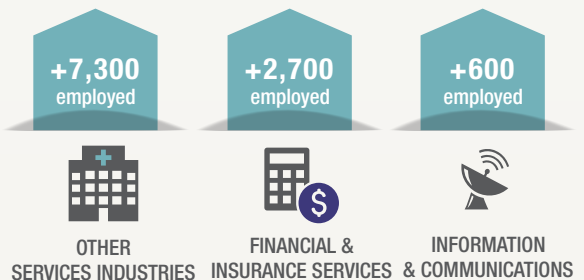 +7,300
employed
+2,700
employed
+600
employed
$
OTHER
SERVICES INDUSTRIES
FINANCIAL &
INSURANCE SERVICES
INFORMATION
& COMMUNICATIONS